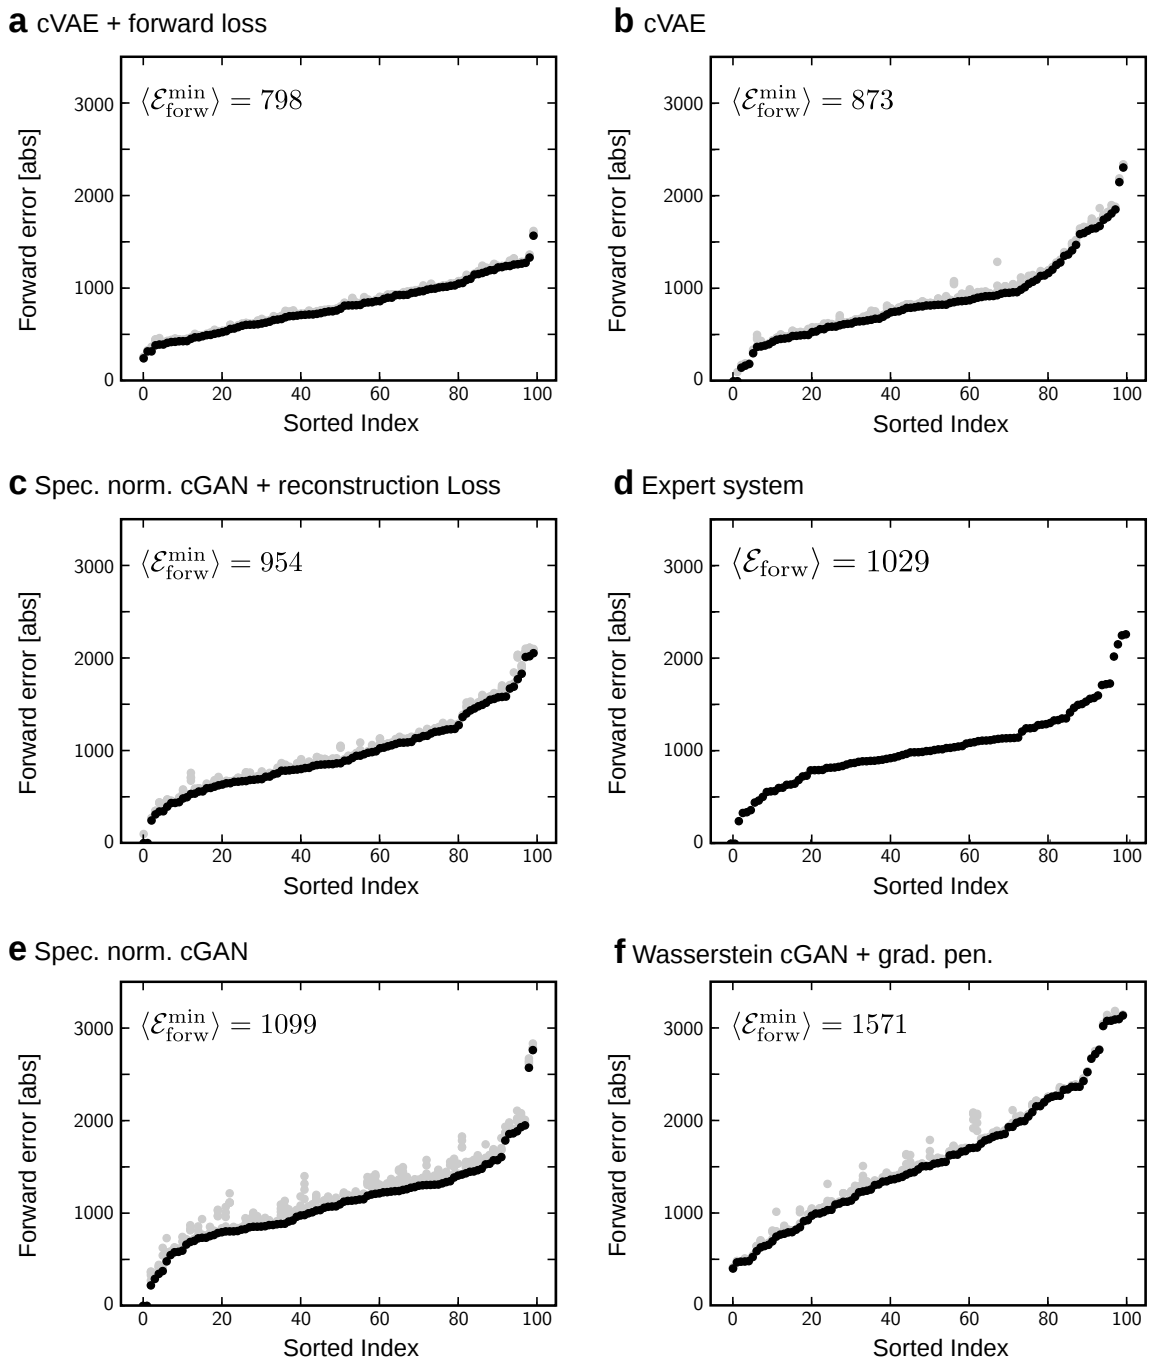 a cVAE + forward loss
⟨ℰ_forw^min⟩ = 798
3000
2000
1000
0
0 20 40 60 80 100
Forward error [abs]
Sorted Index
b cVAE
⟨ℰ_forw^min⟩ = 873
3000
2000
1000
0
0 20 40 60 80 100
Forward error [abs]
Sorted Index
c Spec. norm. cGAN + reconstruction Loss
⟨ℰ_forw^min⟩ = 954
3000
2000
1000
0
0 20 40 60 80 100
Forward error [abs]
Sorted Index
d Expert system
⟨ℰ_forw⟩ = 1029
3000
2000
1000
0
0 20 40 60 80 100
Forward error [abs]
Sorted Index
e Spec. norm. cGAN
⟨ℰ_forw^min⟩ = 1099
3000
2000
1000
0
0 20 40 60 80 100
Forward error [abs]
Sorted Index
f Wasserstein cGAN + grad. pen.
⟨ℰ_forw^min⟩ = 1571
3000
2000
1000
0
0 20 40 60 80 100
Forward error [abs]
Sorted Index